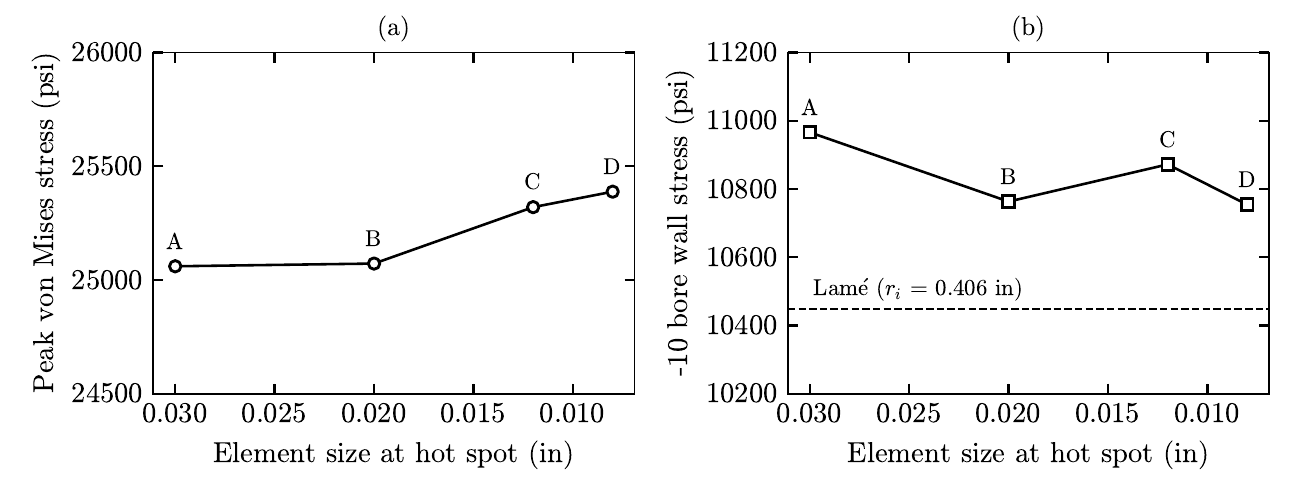 (a)
Peak von Mises stress (psi)
26000
25500
25000
24500
A
B
C
D
0.030
0.025
0.020
0.015
0.010
Element size at hot spot (in)
(b)
-10 bore wall stress (psi)
11200
11000
10800
10600
10400
10200
A
B
C
D
Lamé (rᵢ = 0.406 in)
0.030
0.025
0.020
0.015
0.010
Element size at hot spot (in)